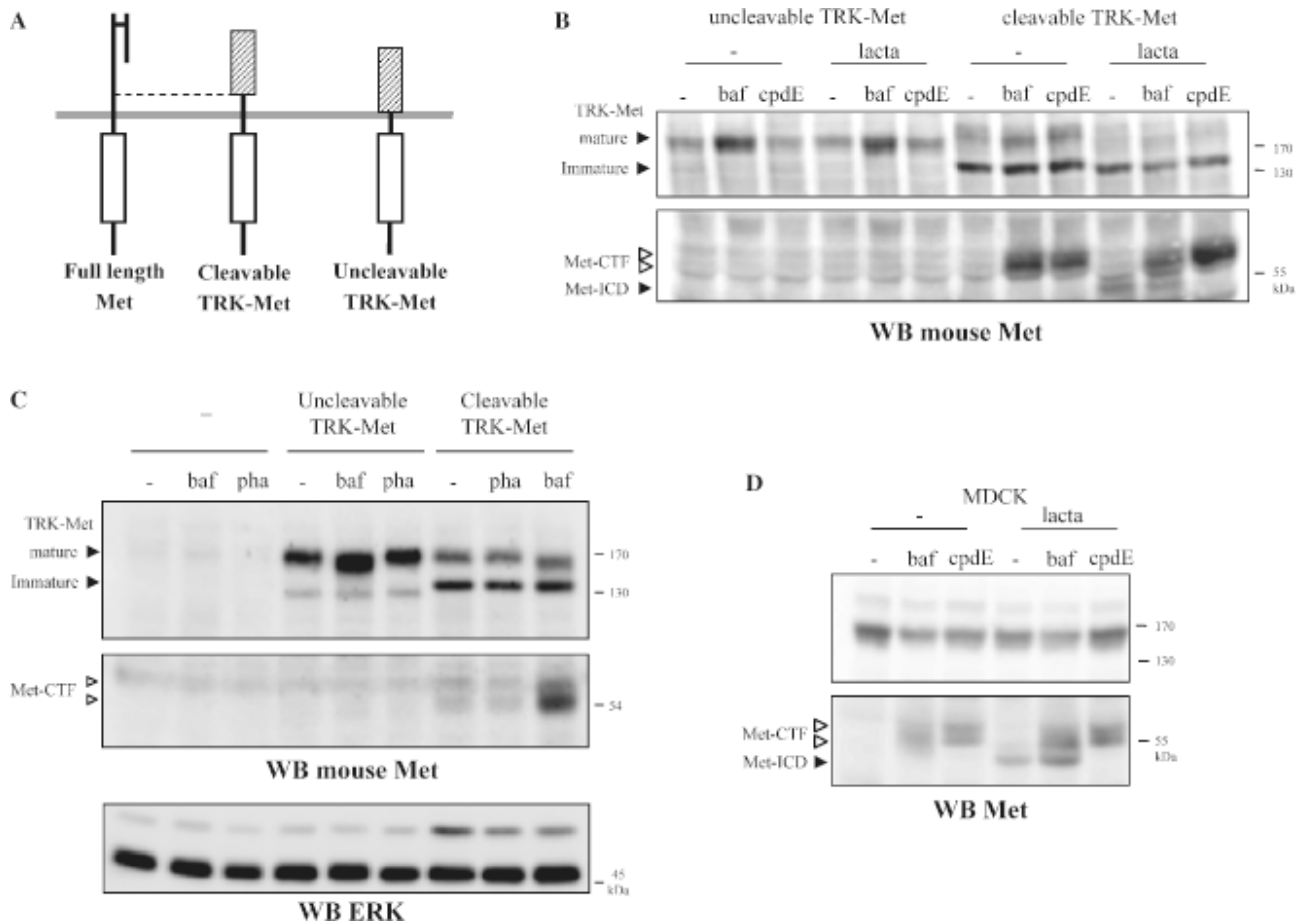 A
Full length
Met
Cleavable
TRK-Met
Uncleavable
TRK-Met
B
uncleavable TRK-Met
cleavable TRK-Met
- lacta - lacta
- baf cpdE - baf cpdE - baf cpdE - baf cpdE
TRK-Met
mature
Immature
170
130
Met-CTF
Met-ICD
55
kDa
WB mouse Met
C
- Uncleavable TRK-Met Cleavable TRK-Met
- baf pha - baf pha - pha baf
TRK-Met
mature
Immature
170
130
Met-CTF
54
WB mouse Met
45
kDa
WB ERK
D
MDCK
- lacta
- baf cpdE - baf cpdE
170
130
Met-CTF
Met-ICD
55
kDa
WB Met